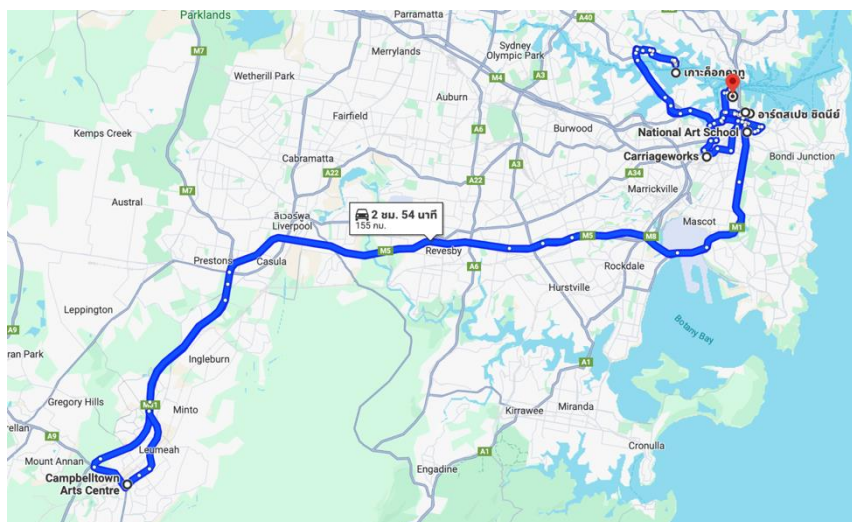 Parklands
Parramatta
A40
M7
Merrylands
Sydney
Olympic Park
A3
M4
Wetherill Park
Auburn
A6
เกาะค็อกคาทู
Fairfield
Burwood
อาร์ตสเปซ ซิดนีย์
National Art School
Kemps Creek
Cabramatta
A22
A3
Carriageworks
Bondi Junction
M7
A22
A34
Marrickville
Austral
ลิเวอร์พูล
Liverpool
2 ชม. 54 นาที
155 กม.
Mascot
M5
Revesby
M5
M8
M1
Prestons
Casula
A6
Rockdale
Leppington
Hurstville
A9
Botany Bay
Ingleburn
A1
Gregory Hills
Minto
Kirrawee
Miranda
A9
Leumeah
Cronulla
Mount Annan
A1
Engadine
Campbelltown
Arts Centre